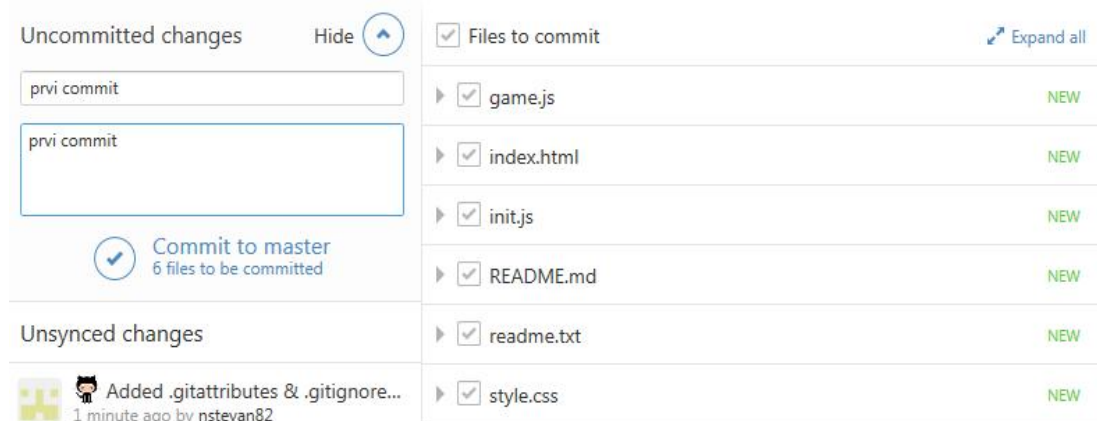 Uncommitted changes
Hide
prvi commit
prvi commit
Commit to master
6 files to be committed
Unsynced changes
Added .gitattributes & .gitignore...
1 minute ago by nstevan82
Files to commit
Expand all
game.js NEW
index.html NEW
init.js NEW
README.md NEW
readme.txt NEW
style.css NEW